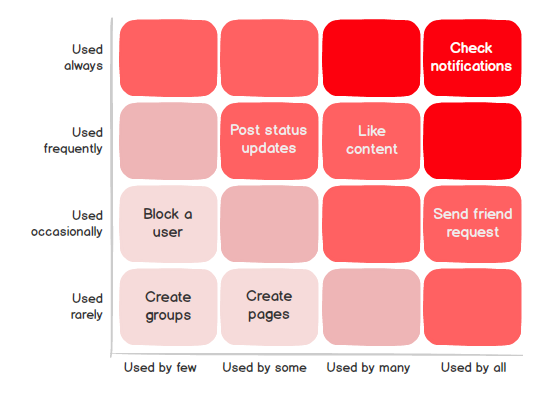 Used
always
Check
notifications
Used
frequently
Post status
updates
Like
content
Used
occasionally
Block a
user
Send friend
request
Used
rarely
Create
groups
Create
pages
Used by few
Used by some
Used by many
Used by all